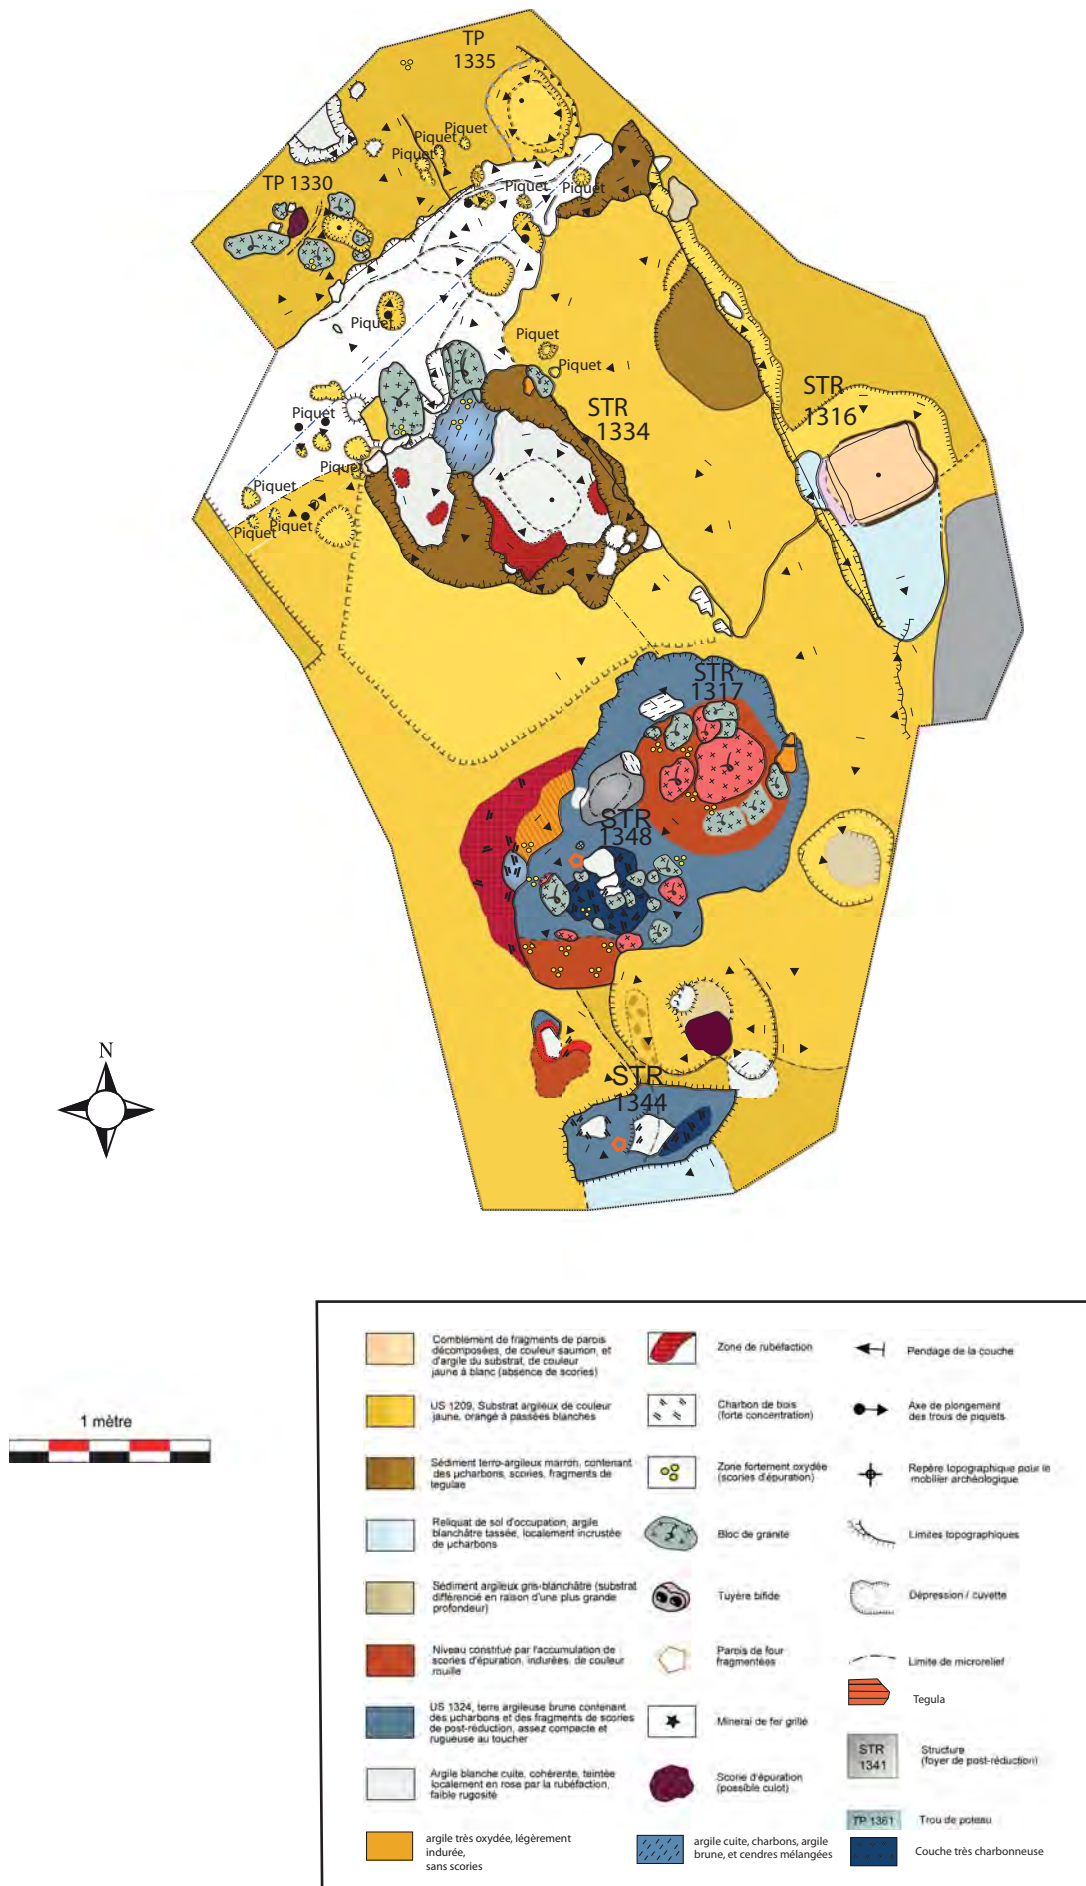 TP
1335
Piquet
Piquet
Piquet
TP 1330
Piquet
Piquet
Piquet
Piquet
Piquet
STR
1334
STR
1316
Piquet
Piquet
Piquet
Piquet
Piquet
STR
1317
STR
1348
STR
1344
N
1 mètre
Comblement de fragments de parois
décomposées, de couleur saumon, et
d'argile du substrat, de couleur
jaune à blanc (absence de scories)
US 1209, Substrat argileux de couleur
jaune, orangé à passées blanches
Sédiment terro-argileux marron, contenant
des µcharbons, scories, fragments de
tegulae
Reliquat de sol d'occupation, argile
blanchâtre tassée, localement incrustée
de µcharbons
Sédiment argileux gris-blanchâtre (substrat
différencié en raison d'une plus grande
profondeur)
Niveau constitué par l'accumulation de
scories d'épuration, indurées, de couleur
rouille
US 1324, terre argileuse brune contenant
des µcharbons et des fragments de scories
de post-réduction, assez compacte et
rugueuse au toucher
Argile blanche cuite, cohérente, teintée
localement en rose par la rubéfaction,
faible rugosité
argile très oxydée, légèrement
indurée,
sans scories
Zone de rubéfaction
Charbon de bois
(forte concentration)
Zone fortement oxydée
(scories d'épuration)
Bloc de granite
Tuyère bifide
Parois de four
fragmentées
Minerai de fer grillé
Scorie d'épuration
(possible culot)
argile cuite, charbons, argile
brune, et cendres mélangées
Pendage de la couche
Axe de plongement
des trous de piquets
Repère topographique pour le
mobilier archéologique
Limites topographiques
Dépression / cuvette
Limite de microrelief
Tegula
STR
1341
Structure
(foyer de post-réduction)
TP 1361
Trou de poteau
Couche très charbonneuse